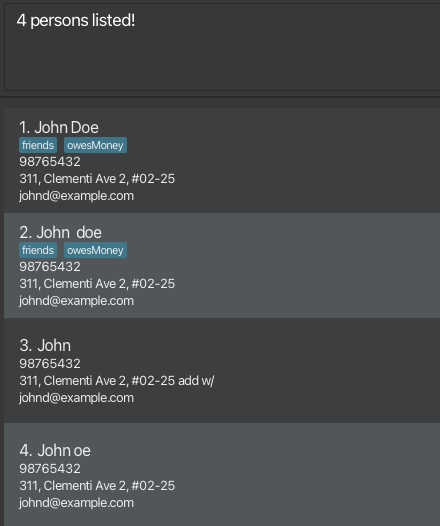 4 persons listed!
1. John Doe
friends owesMoney
98765432
311, Clementi Ave 2, #02-25
johnd@example.com
2. John  doe
friends owesMoney
98765432
311, Clementi Ave 2, #02-25
johnd@example.com
3. John
98765432
311, Clementi Ave 2, #02-25 add w/
johnd@example.com
4. John oe
98765432
311, Clementi Ave 2, #02-25
johnd@example.com